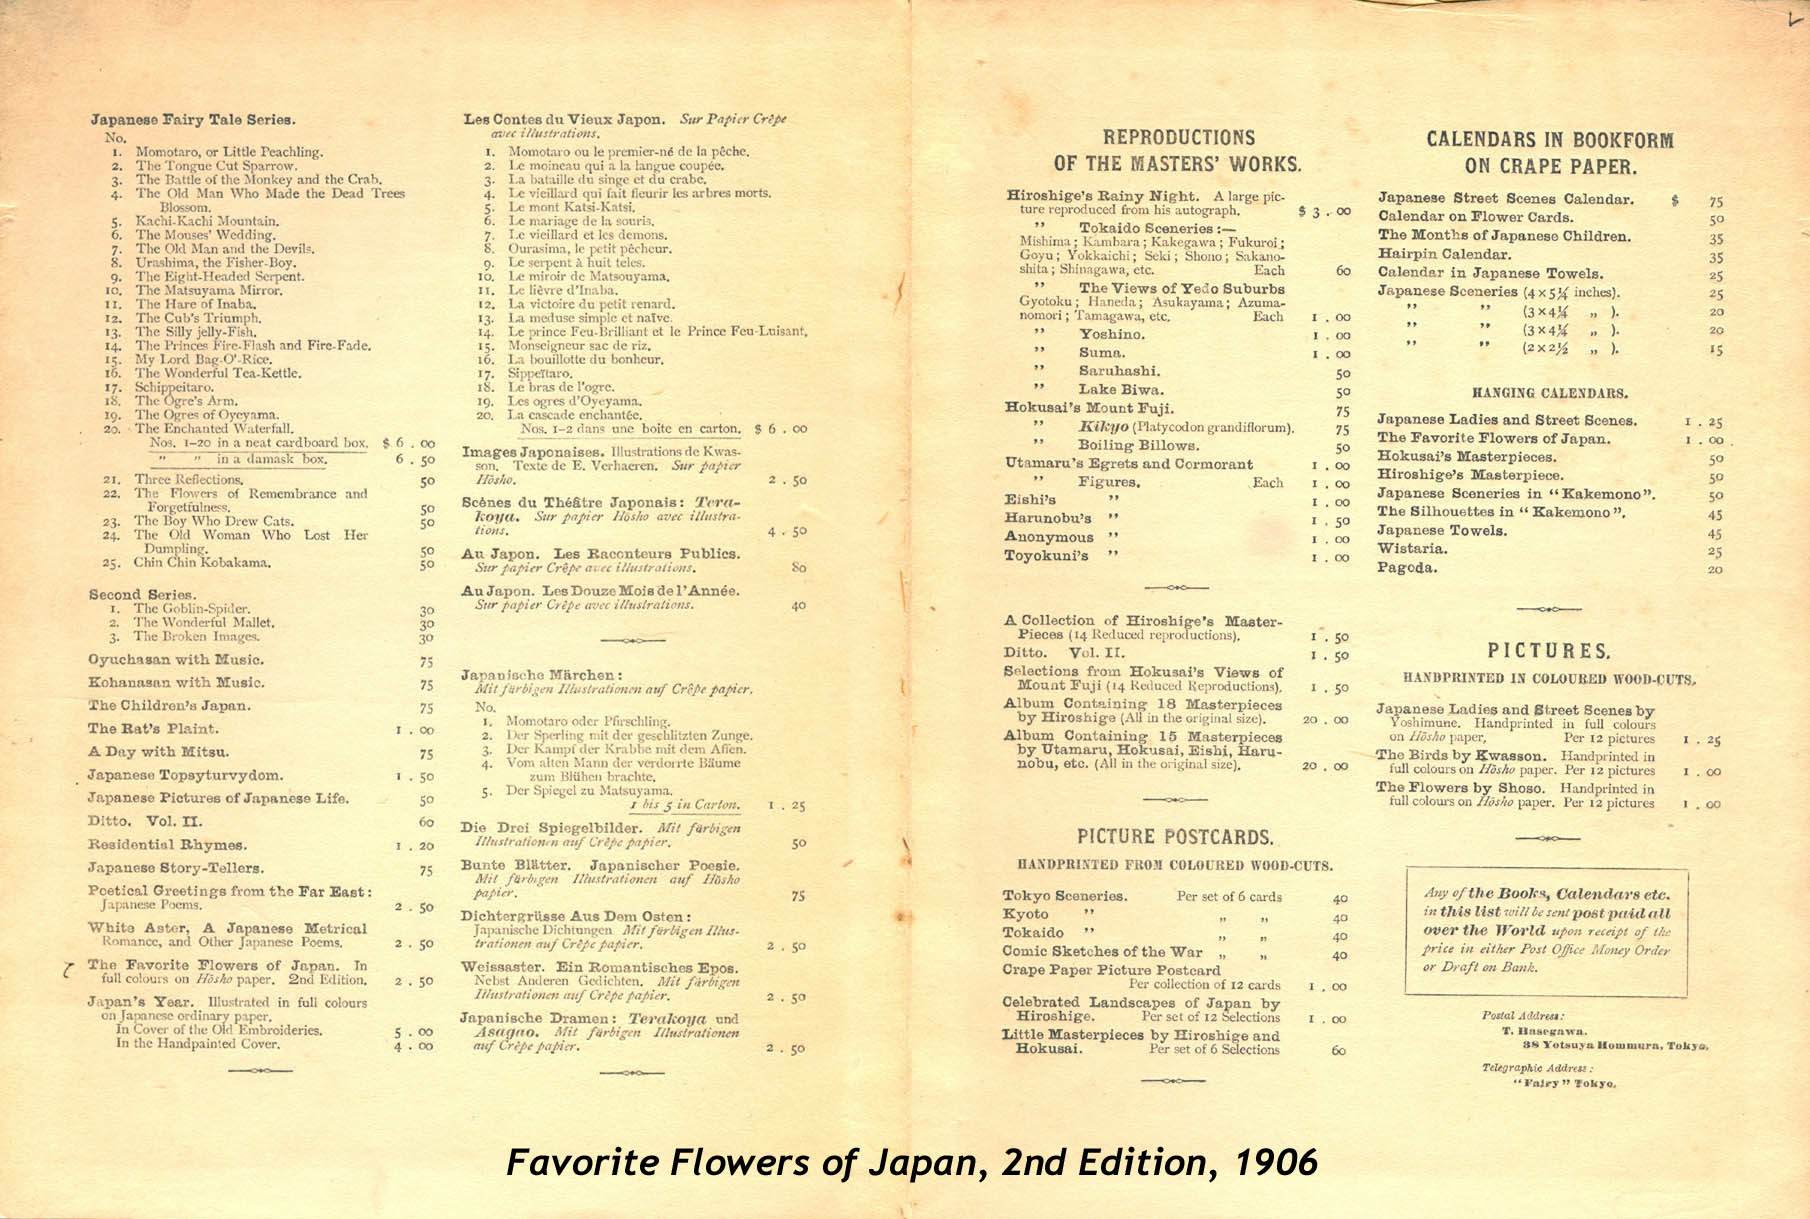 Japanese Fairy Tale Series.
No.
1. Momotaro, or Little Peachling.
2. The Tongue Cut Sparrow.
3. The Battle of the Monkey and the Crab.
4. The Old Man Who Made the Dead Trees
Blossom.
5. Kachi-Kachi Mountain.
6. The Mouses' Wedding.
7. The Old Man and the Devils.
8. Urashima, the Fisher-Boy.
9. The Eight-Headed Serpent.
10. The Matsuyama Mirror.
11. The Hare of Inaba.
12. The Cub's Triumph.
13. The Silly jelly-Fish.
14. The Princes Fire-Flash and Fire-Fade.
15. My Lord Bag-O'-Rice.
16. The Wonderful Tea-Kettle.
17. Schippeitaro.
18. The Ogre's Arm.
19. The Ogres of Oyeyama.
20. The Enchanted Waterfall.
Nos. 1-20 in a neat cardboard box. $ 6 . 00
" " in a damask box. 6 . 50
21. Three Reflections. 50
22. The Flowers of Remembrance and
Forgetfulness. 50
23. The Boy Who Drew Cats. 50
24. The Old Woman Who Lost Her
Dumpling. 50
25. Chin Chin Kobakama. 50
Second Series.
1. The Goblin-Spider. 30
2. The Wonderful Mallet. 30
3. The Broken Images. 30
Oyuchasan with Music. 75
Kohanasan with Music. 75
The Children's Japan. 75
The Rat's Plaint. 1 . 00
A Day with Mitsu. 75
Japanese Topsyturvydom. 1 . 50
Japanese Pictures of Japanese Life. 50
Ditto. Vol. II. 60
Residential Rhymes. 1 . 20
Japanese Story-Tellers. 75
Poetical Greetings from the Far East:
Japanese Poems. 2 . 50
White Aster, A Japanese Metrical
Romance, and Other Japanese Poems. 2 . 50
The Favorite Flowers of Japan. In
full colours on Hōsho paper. 2nd Edition. 2 . 50
Japan's Year. Illustrated in full colours
on Japanese ordinary paper.
In Cover of the Old Embroideries. 5 . 00
In the Handpainted Cover. 4 . 00
Les Contes du Vieux Japon. Sur Papier Crêpe
avec illustrations.
1. Momotaro ou le premier-né de la pêche.
2. Le moineau qui a la langue coupée.
3. La bataille du singe et du crabe.
4. Le vieillard qui fait fleurir les arbres morts.
5. Le mont Katsi-Katsi.
6. Le mariage de la souris.
7. Le vieillard et les demons.
8. Ourasima, le petit pêcheur.
9. Le serpent à huit teles.
10. Le miroir de Matsouyama.
11. Le lièvre d'Inaba.
12. La victoire du petit renard.
13. La meduse simple et naïve.
14. Le prince Feu-Brilliant et le Prince Feu-Luisant.
15. Monseigneur sac de riz.
16. La bouillotte du bonheur.
17. Sippeïtaro.
18. Le bras de l'ogre.
19. Les ogres d'Oyeyama.
20. La cascade enchantée.
Nos. 1-2 dans une boite en carton. $ 6 . 00
Images Japonaises. Illustrations de Kwas-
son. Texte de E. Verhaeren. Sur papier
Hōsho. 2 . 50
Scènes du Théâtre Japonais: Tera-
koya. Sur papier Hōsho avec illustra-
tions. 4 . 50
Au Japon. Les Raconteurs Publics.
Sur papier Crêpe avec illustrations. 80
Au Japon. Les Douze Mois de l'Année.
Sur papier Crêpe avec illustrations. 40
Japanische Märchen:
Mit färbigen Illustrationen auf Crêpe papier.
No.
1. Momotaro oder Pfirschling.
2. Der Sperling mit der geschlitzten Zunge.
3. Der Kampf der Krabbe mit dem Affen.
4. Vom alten Mann der verdorrte Bäume
zum Blühen brachte.
5. Der Spiegel zu Matsuyama.
1 bis 5 in Carton. 1 . 25
Die Drei Spiegelbilder. Mit färbigen
Illustrationen auf Crêpe papier. 50
Bunte Blätter. Japanischer Poesie.
Mit färbigen Illustrationen auf Hōsho
papier. 75
Dichtergrüsse Aus Dem Osten:
Japanische Dichtungen Mit färbigen Illus-
trationen auf Crêpe papier. 2 . 50
Weissaster. Ein Romantisches Epos.
Nebst Anderen Gedichten. Mit färbigen
Illustrationen auf Crêpe papier. 2 . 50
Japanische Dramen: Terakoya und
Asagao. Mit färbigen Illustrationen
auf Crêpe papier. 2 . 50
REPRODUCTIONS
OF THE MASTERS' WORKS.
Hiroshige's Rainy Night. A large pic-
ture reproduced from his autograph. $ 3 . 00
" Tokaido Sceneries:—
Mishima; Kambara; Kakegawa; Fukuroi;
Goyu; Yokkaichi; Seki; Shono; Sakano-
shita; Shinagawa, etc. Each 60
" The Views of Yedo Suburbs
Gyotoku; Haneda; Asukayama; Azuma-
nomori; Tamagawa, etc. Each 1 . 00
" Yoshino. 1 . 00
" Suma. 1 . 00
" Saruhashi. 50
" Lake Biwa. 50
Hokusai's Mount Fuji. 75
" Kikyo (Platycodon grandiflorum). 75
" Boiling Billows. 50
Utamaru's Egrets and Cormorant 1 . 00
" Figures. Each 1 . 00
Eishi's " 1 . 00
Harunobu's " 1 . 50
Anonymous " 1 . 00
Toyokuni's " 1 . 00
A Collection of Hiroshige's Master-
Pieces (14 Reduced reproductions). 1 . 50
Ditto. Vol. II. 1 . 50
Selections from Hokusai's Views of
Mount Fuji (14 Reduced Reproductions). 1 . 50
Album Containing 18 Masterpieces
by Hiroshige (All in the original size). 20 . 00
Album Containing 15 Masterpieces
by Utamaru, Hokusai, Eishi, Haru-
nobu, etc. (All in the original size). 20 . 00
PICTURE POSTCARDS.
HANDPRINTED FROM COLOURED WOOD-CUTS.
Tokyo Sceneries. Per set of 6 cards 40
Kyoto " „ „ 40
Tokaido " „ „ 40
Comic Sketches of the War „ „ 40
Crape Paper Picture Postcard
Per collection of 12 cards 1 . 00
Celebrated Landscapes of Japan by
Hiroshige. Per set of 12 Selections 1 . 00
Little Masterpieces by Hiroshige and
Hokusai. Per set of 6 Selections 60
CALENDARS IN BOOKFORM
ON CRAPE PAPER.
Japanese Street Scenes Calendar. $ 75
Calendar on Flower Cards. 50
The Months of Japanese Children. 35
Hairpin Calendar. 35
Calendar in Japanese Towels. 25
Japanese Sceneries (4×5¼ inches). 25
" " (3×4¼ „ ). 20
" " (3×4¼ „ ). 20
" " (2×2½ „ ). 15
HANGING CALENDARS.
Japanese Ladies and Street Scenes. 1 . 25
The Favorite Flowers of Japan. 1 . 00
Hokusai's Masterpieces. 50
Hiroshige's Masterpiece. 50
Japanese Sceneries in "Kakemono". 50
The Silhouettes in "Kakemono". 45
Japanese Towels. 45
Wistaria. 25
Pagoda. 20
PICTURES.
HANDPRINTED IN COLOURED WOOD-CUTS.
Japanese Ladies and Street Scenes by
Yoshimune. Handprinted in full colours
on Hōsho paper, Per 12 pictures 1 . 25
The Birds by Kwasson. Handprinted in
full colours on Hōsho paper. Per 12 pictures 1 . 00
The Flowers by Shoso. Handprinted in
full colours on Hōsho paper. Per 12 pictures 1 . 00
Any of the Books, Calendars etc.
in this list will be sent post paid all
over the World upon receipt of the
price in either Post Office Money Order
or Draft on Bank.
Postal Address:
T. Hasegawa.
38 Yotsuya Hommura, Tokyo.
Telegraphic Address:
"Fairy" Tokyo.
Favorite Flowers of Japan, 2nd Edition, 1906